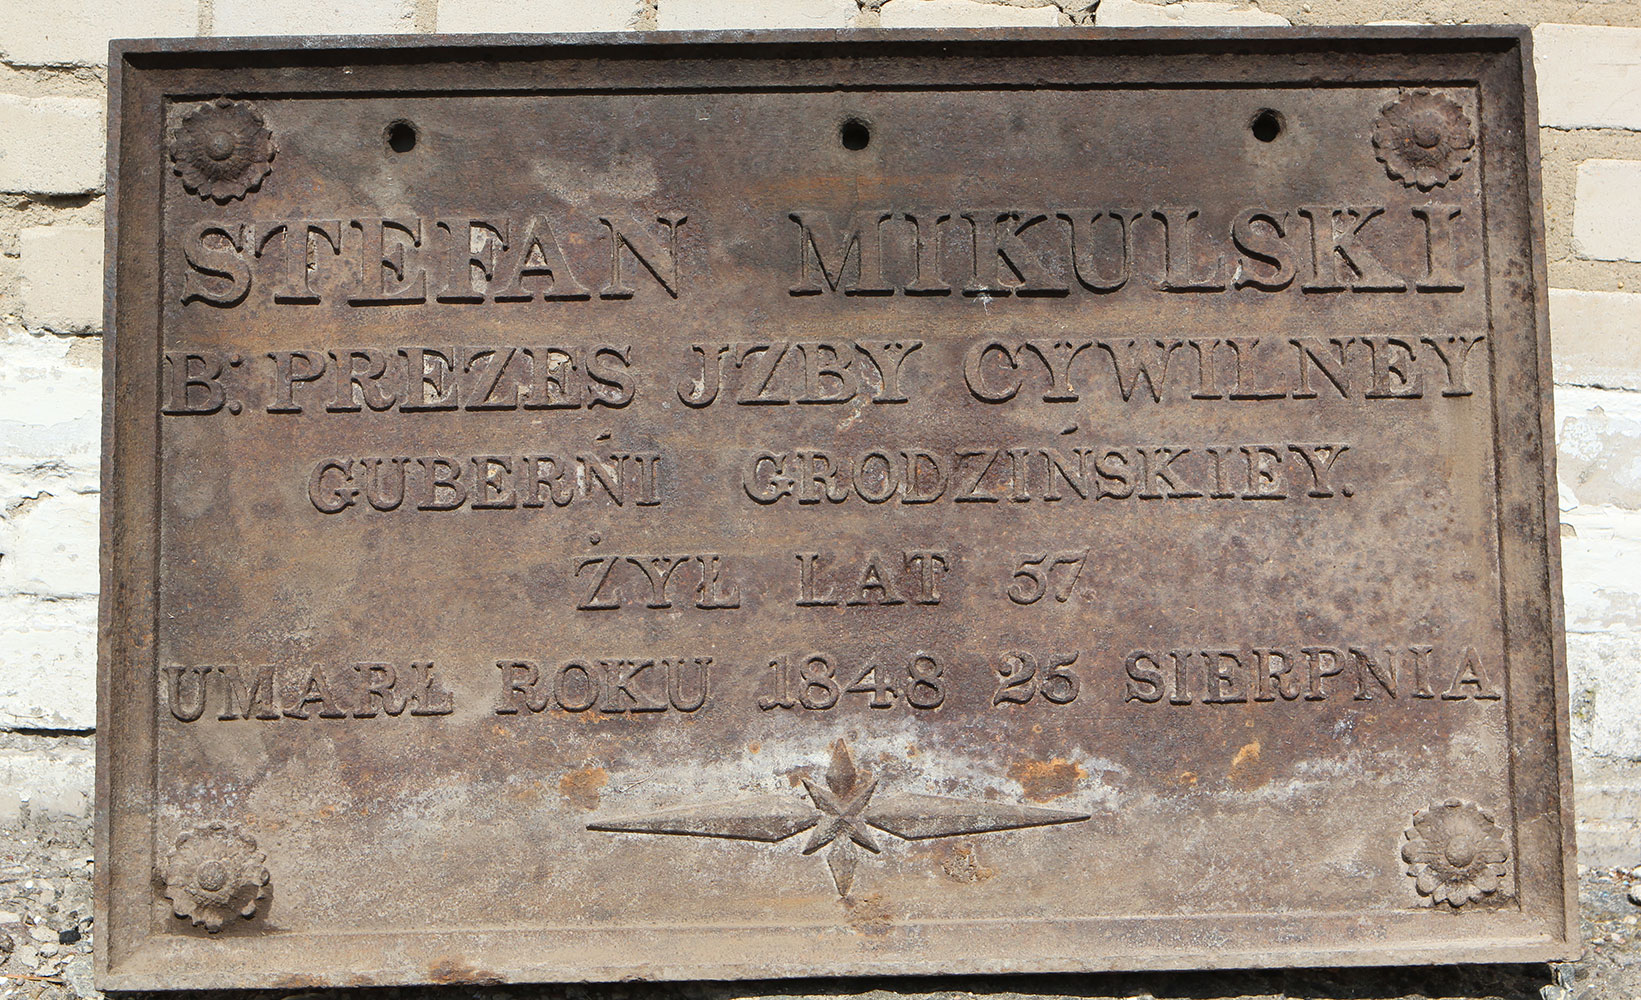 STEFAN MIKULSKI
B: PREZES JZBY CYWILNEY
GUBERŃI GRODZIŃSKIEY.
ŻYŁ LAT 57.
UMARŁ ROKU 1848 25 SIERPNIA